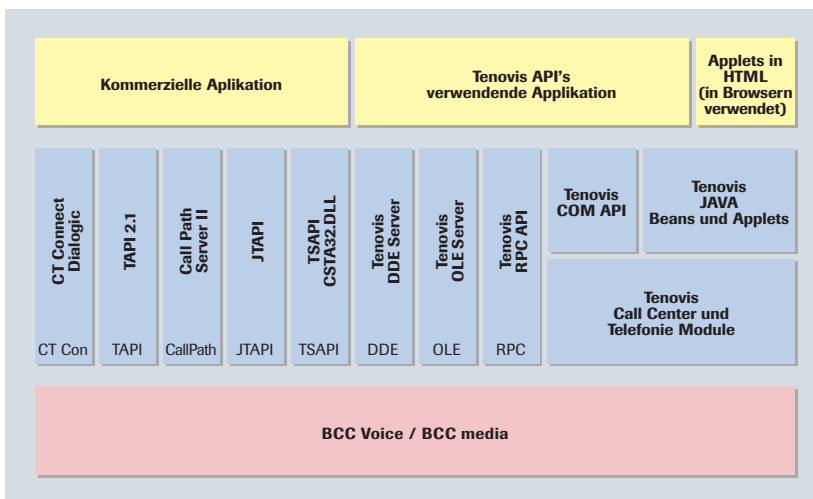 Kommerzielle Aplikation
Tenovis API's
verwendende Applikation
Applets in
HTML
(in Browsern
verwendet)
CT Connect
Dialogic
CT Con
TAPI 2.1
TAPI
Call Path
Server II
CallPath
JTAPI
JTAPI
TSAPI
CSTA32.DLL
TSAPI
Tenovis
DDE Server
DDE
Tenovis
OLE Server
OLE
Tenovis
RPC API
RPC
Tenovis
COM API
Tenovis
JAVA
Beans und Applets
Tenovis
Call Center und
Telefonie Module
BCC Voice / BCC media